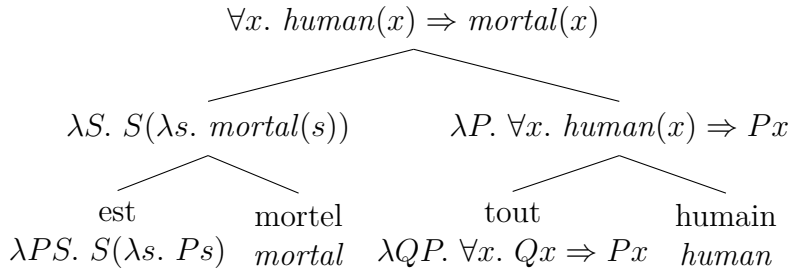 ∀x. human(x) ⇒ mortal(x)
λS. S(λs. mortal(s)) λP. ∀x. human(x) ⇒ Px
est mortel tout humain
λPS. S(λs. Ps) mortal λQP. ∀x. Qx ⇒ Px human